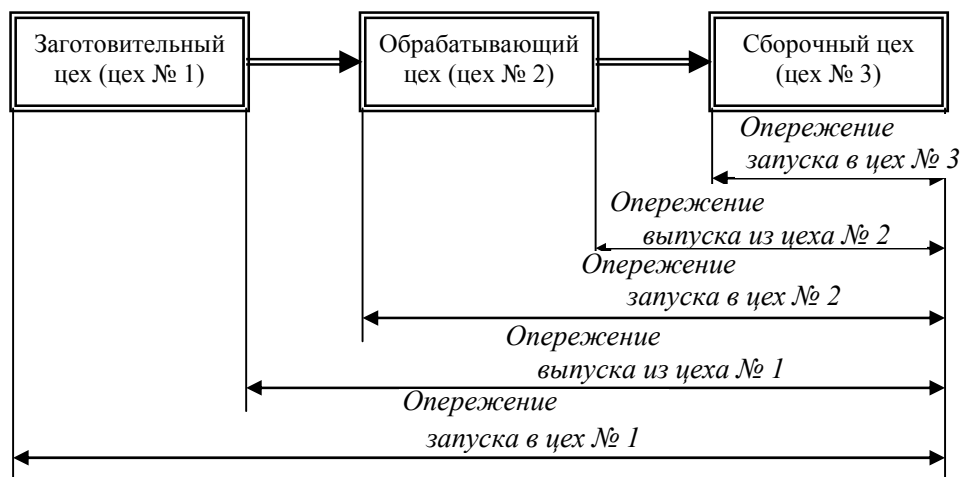 Заготовительный
цех (цех № 1)
Обрабатывающий
цех (цех № 2)
Сборочный цех
(цех № 3)
Опережение
запуска в цех № 3
Опережение
выпуска из цеха № 2
Опережение
запуска в цех № 2
Опережение
выпуска из цеха № 1
Опережение
запуска в цех № 1